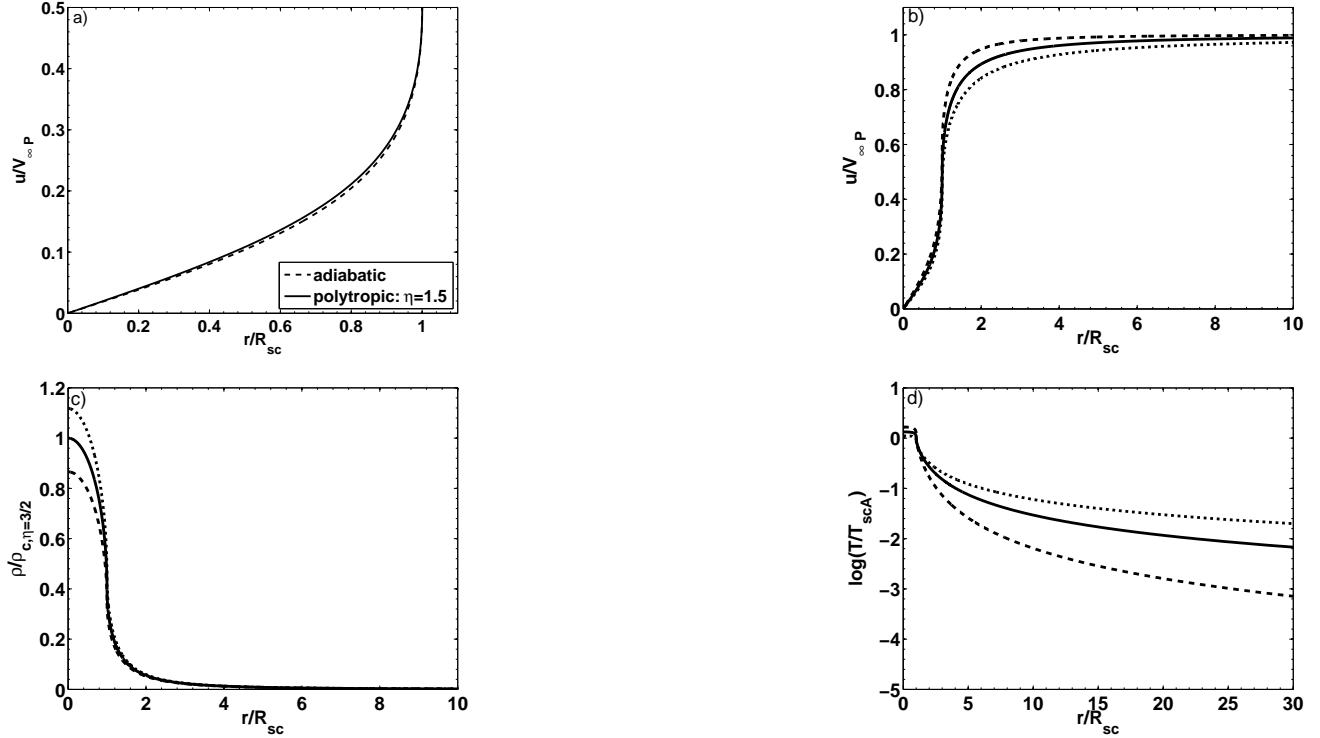 a)
0.5
0.4
0.3
0.2
0.1
0
u/V∞ P
0 0.2 0.4 0.6 0.8 1
r/Rsc
adiabatic
polytropic: η=1.5
b)
1
0.8
0.6
0.4
0.2
0
u/V∞ P
0 2 4 6 8 10
r/Rsc
c)
1.2
1
0.8
0.6
0.4
0.2
0
ρ/ρc,η=3/2
0 2 4 6 8 10
r/Rsc
d)
1
0
−1
−2
−3
−4
−5
log(T/TscA)
0 5 10 15 20 25 30
r/Rsc